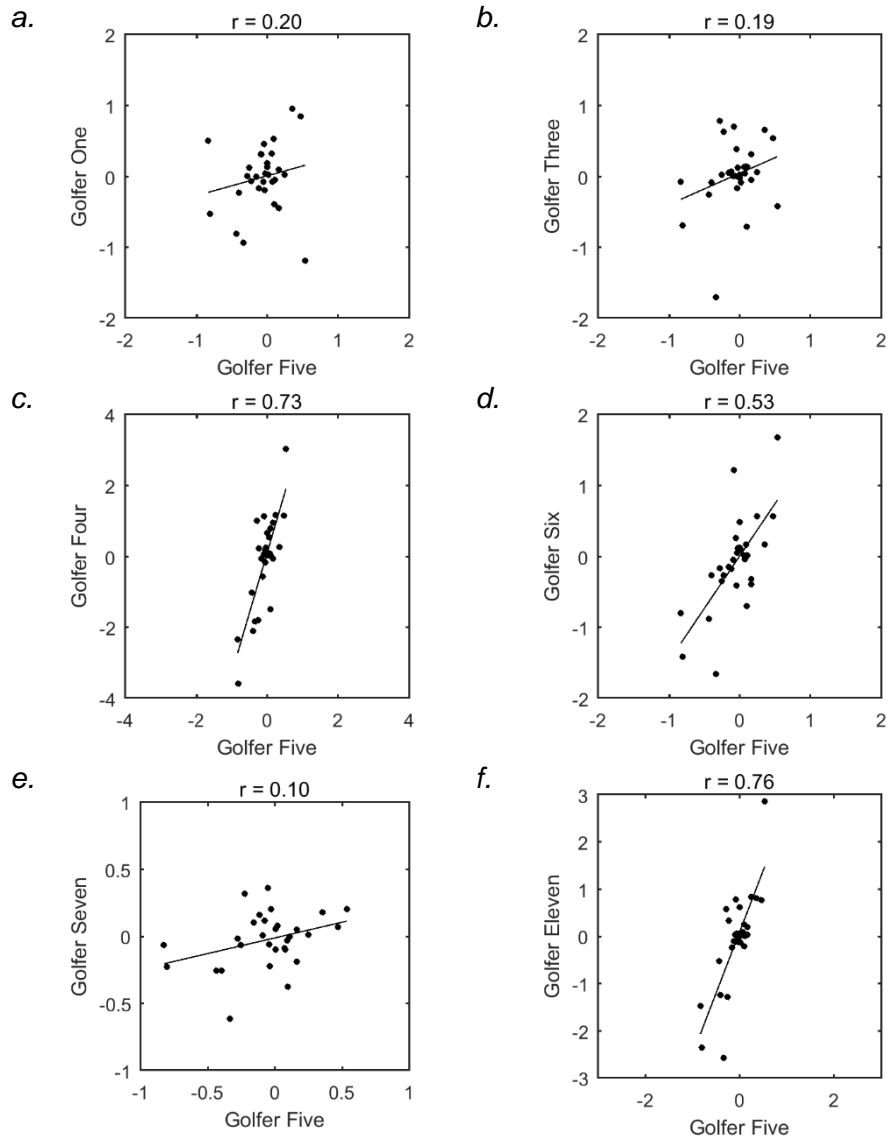 a.
r = 0.20
2
1
0
-1
-2
-2
-1
0
1
2
Golfer One
Golfer Five
b.
r = 0.19
2
1
0
-1
-2
-2
-1
0
1
2
Golfer Three
Golfer Five
c.
r = 0.73
4
2
0
-2
-4
-4
-2
0
2
4
Golfer Four
Golfer Five
d.
r = 0.53
2
1
0
-1
-2
-2
-1
0
1
2
Golfer Six
Golfer Five
e.
r = 0.10
1
0.5
0
-0.5
-1
-1
-0.5
0
0.5
1
Golfer Seven
Golfer Five
f.
r = 0.76
3
2
1
0
-1
-2
-3
-2
0
2
Golfer Eleven
Golfer Five